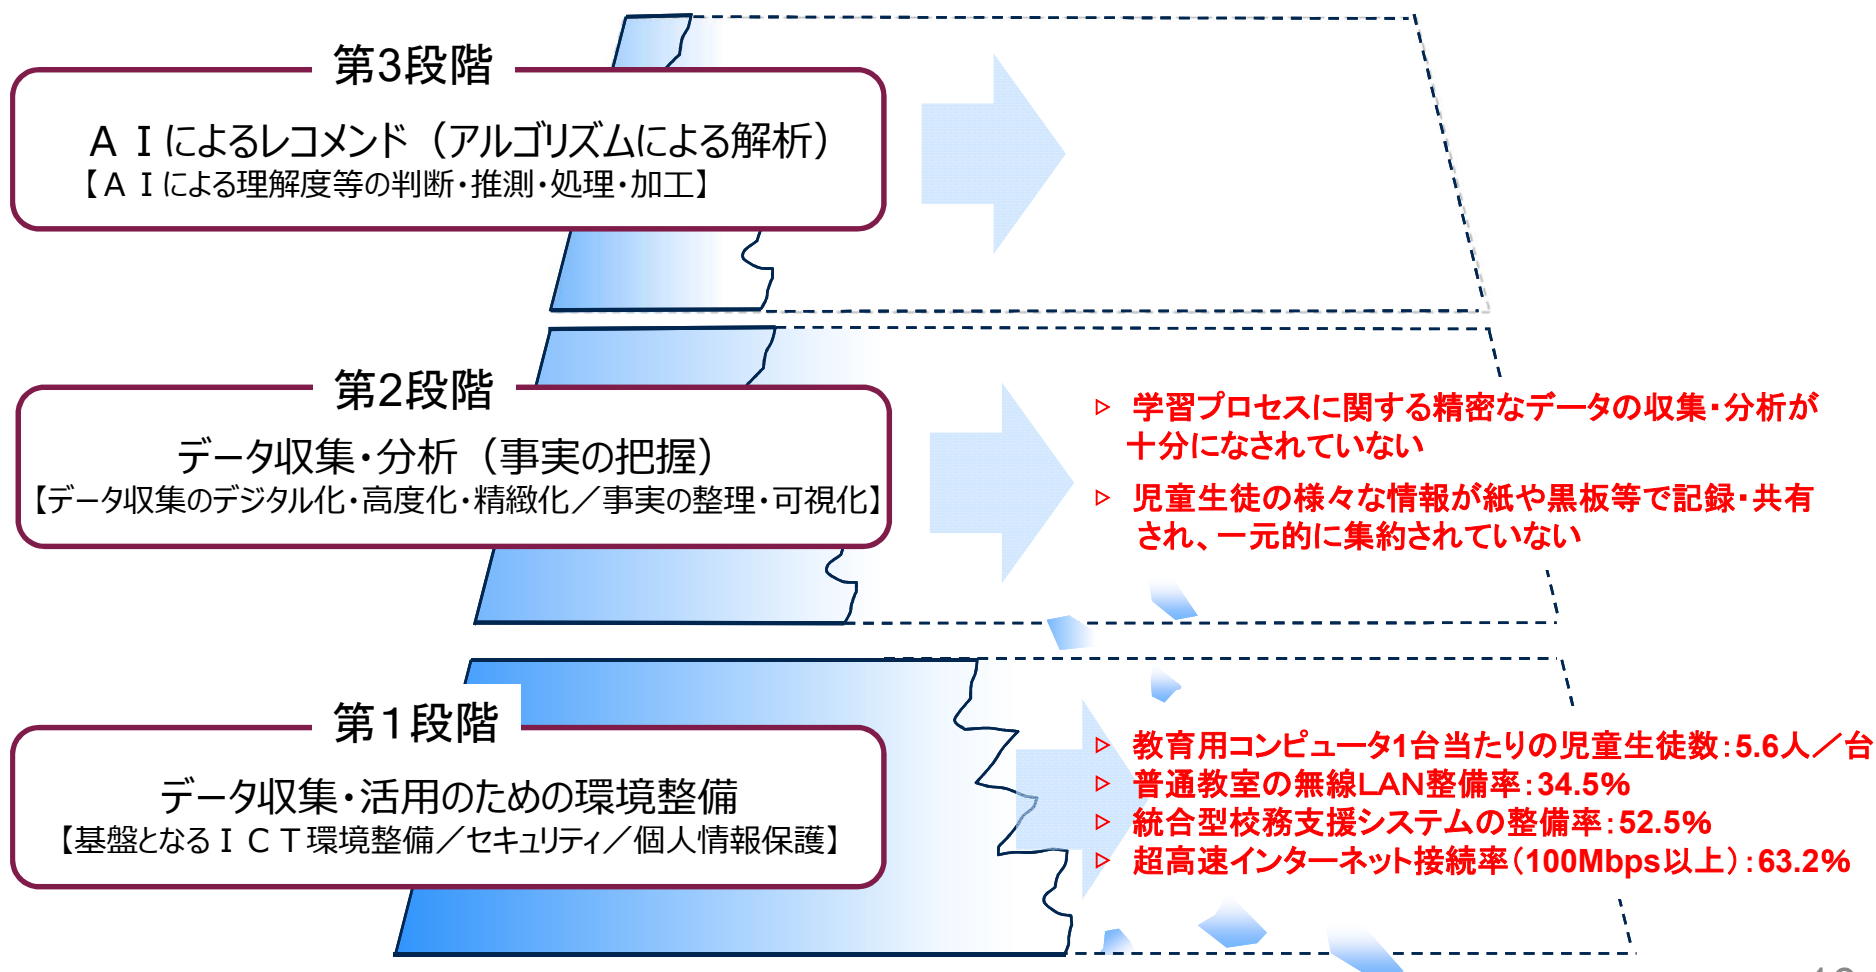 第3段階
ＡＩによるレコメンド（アルゴリズムによる解析）
【ＡＩによる理解度等の判断・推測・処理・加工】
第2段階
データ収集・分析（事実の把握）
【データ収集のデジタル化・高度化・精緻化／事実の整理・可視化】
▷ 学習プロセスに関する精密なデータの収集・分析が
十分になされていない
▷ 児童生徒の様々な情報が紙や黒板等で記録・共有
され、一元的に集約されていない
第１段階
データ収集・活用のための環境整備
【基盤となるＩＣＴ環境整備／セキュリティ／個人情報保護】
▷ 教育用コンピュータ1台当たりの児童生徒数：5.6人／台
▷ 普通教室の無線ＬＡＮ整備率：34.5%
▷ 統合型校務支援システムの整備率：52.5%
▷ 超高速インターネット接続率（100Mbps以上）：63.2%